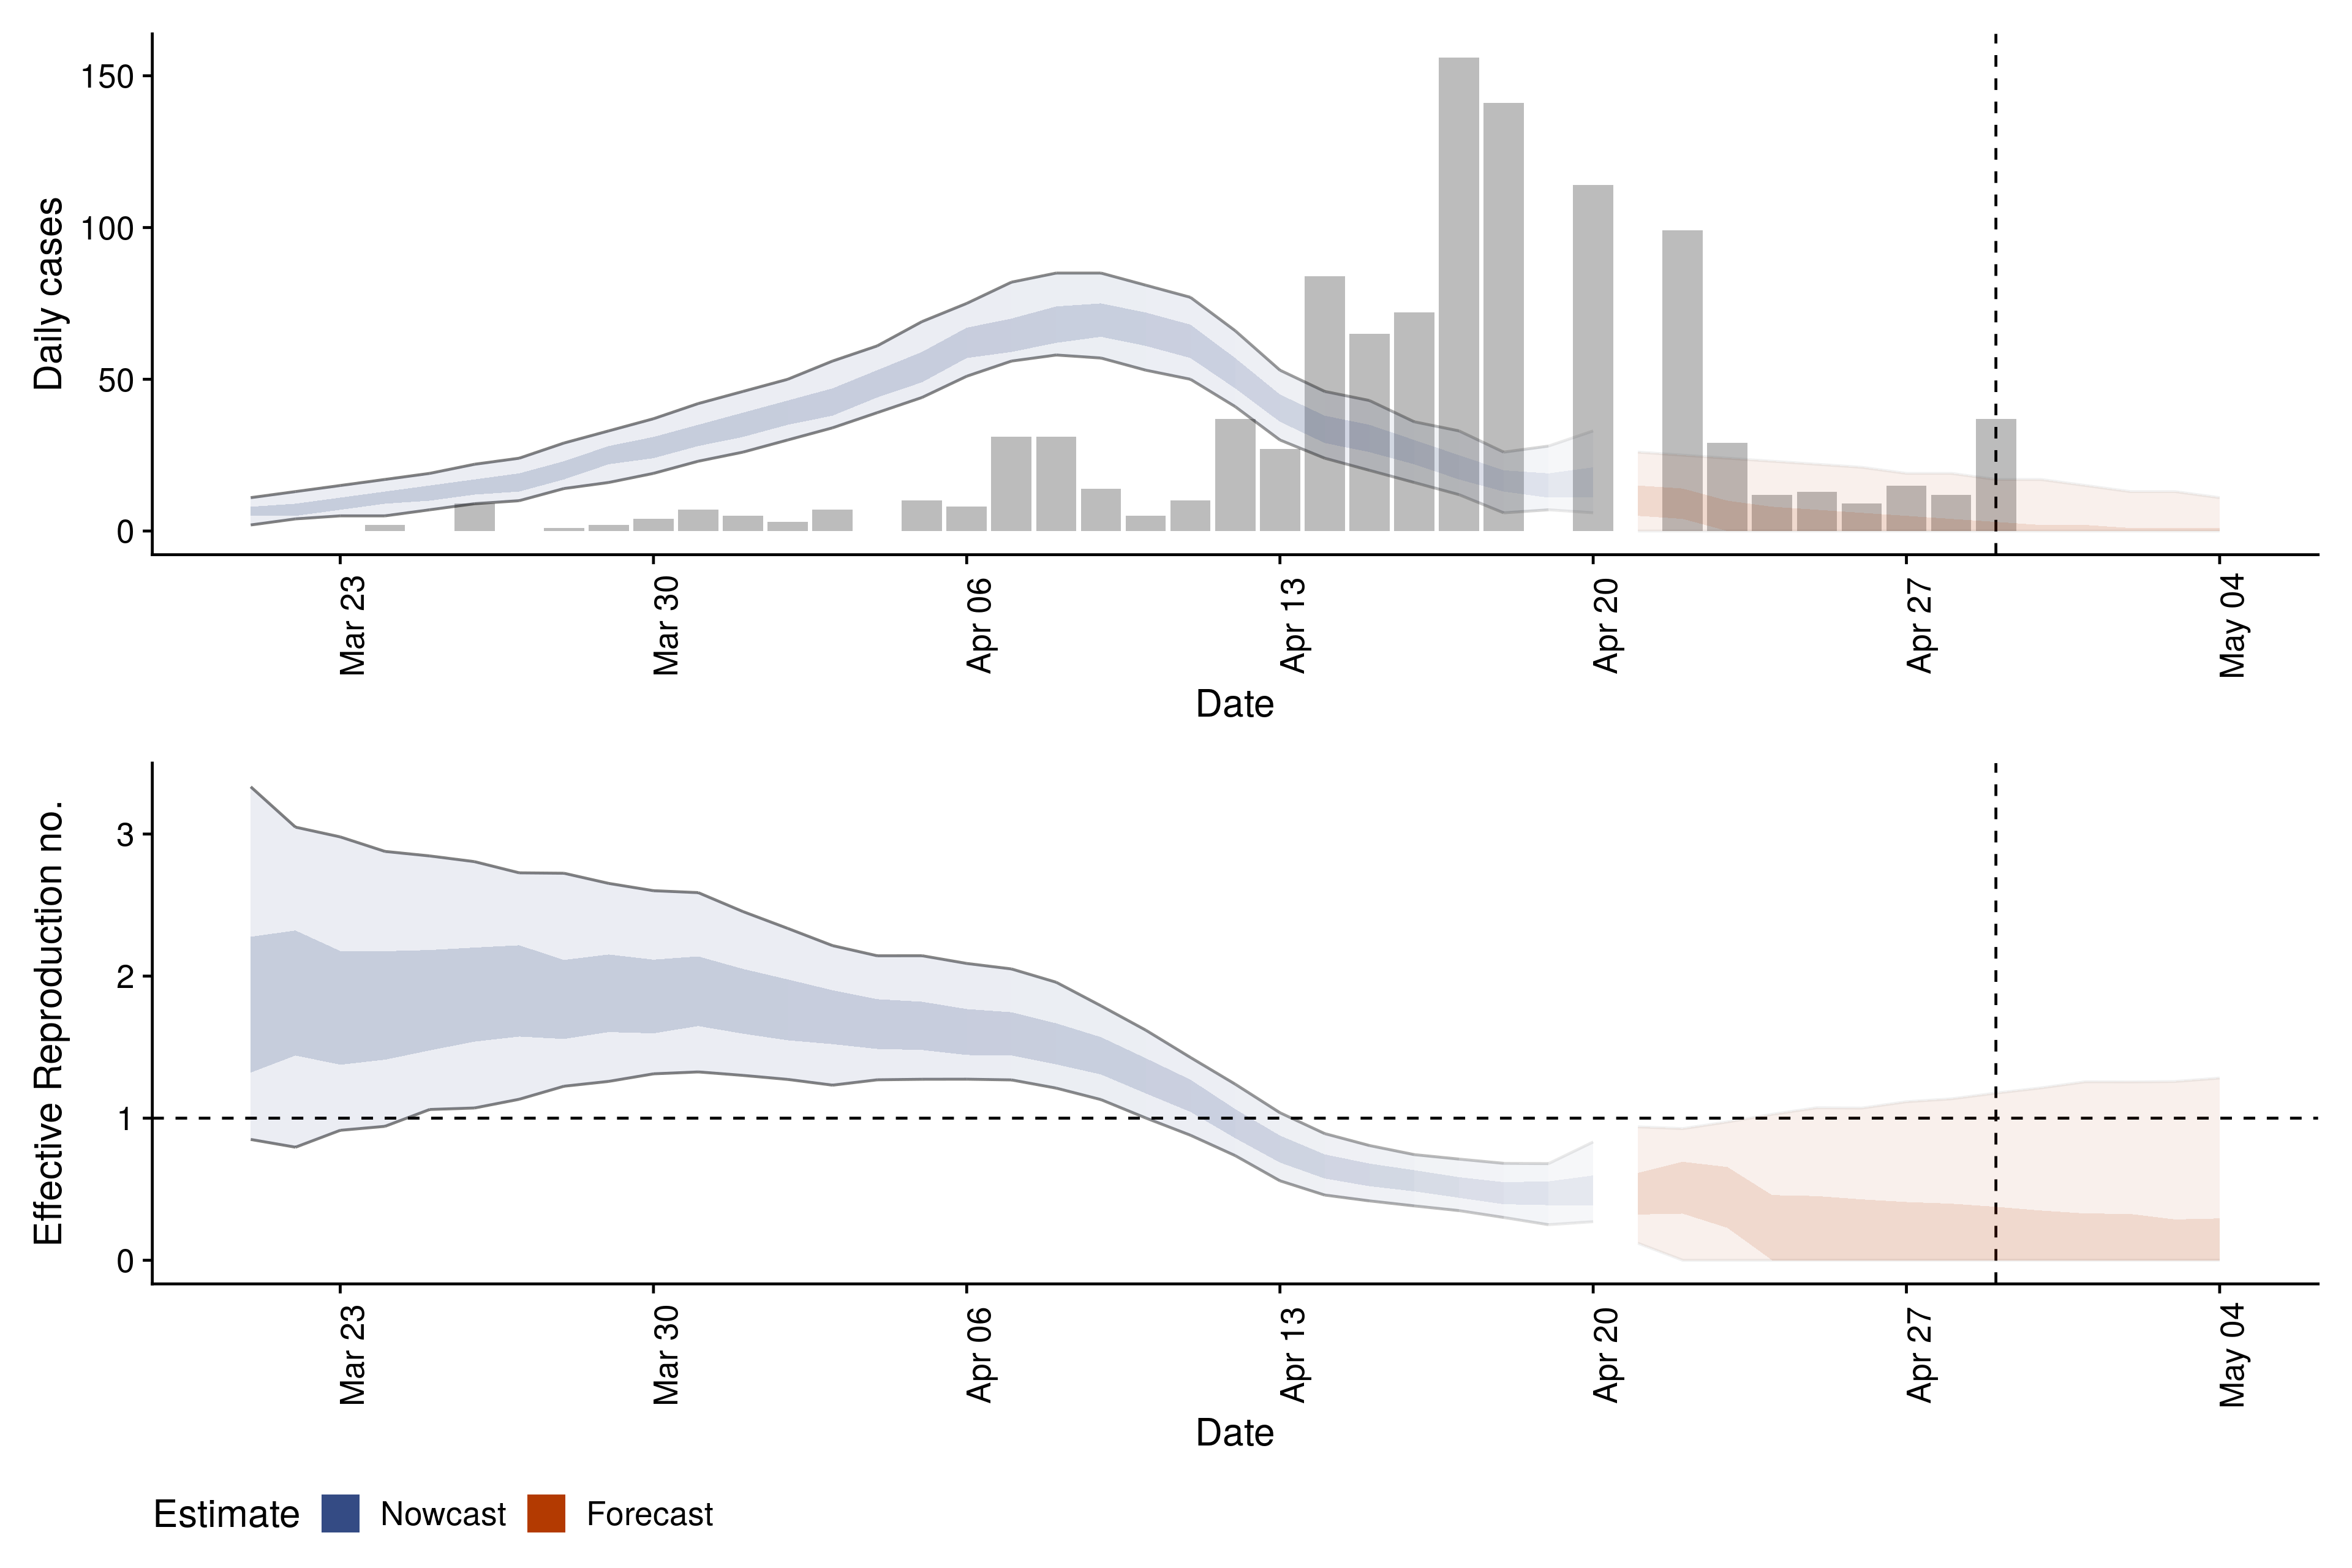 Daily cases
150
100
50
0
Mar 23
Mar 30
Apr 06
Apr 13
Apr 20
Apr 27
May 04
Date
Effective Reproduction no.
3
2
1
0
Mar 23
Mar 30
Apr 06
Apr 13
Apr 20
Apr 27
May 04
Date
Estimate Nowcast Forecast